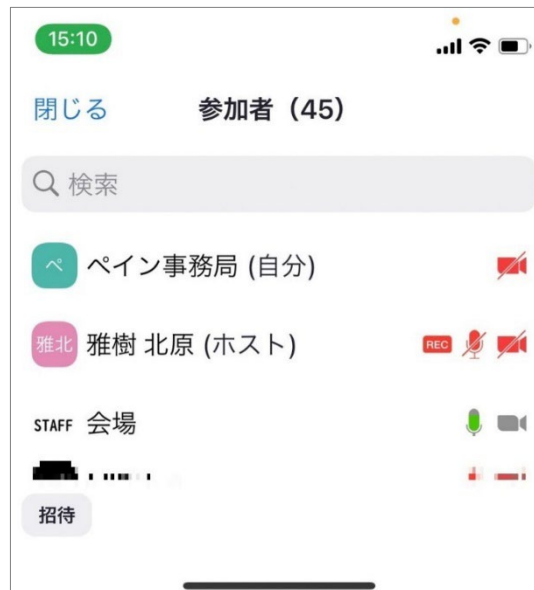 15:10
閉じる 参加者（45）
検索
ペ ペイン事務局 (自分)
雅北 雅樹 北原 (ホスト) REC
STAFF 会場
招待